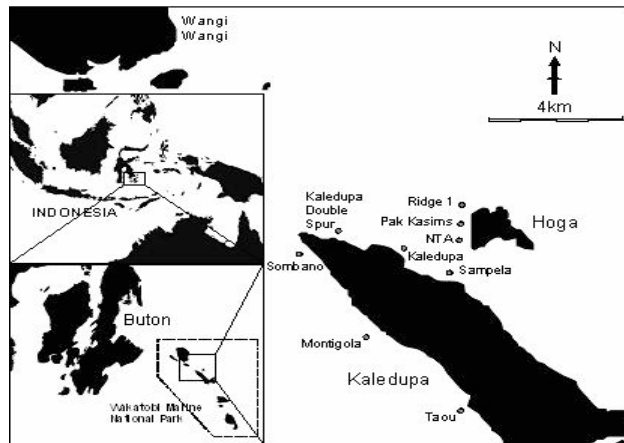 Wangi
Wangi
N
4km
INDONESIA
Kaledupa
Double
Spur
Ridge 1
Pak Kasims
Hoga
NTA
Kaledupa
Sombano
Sampela
Buton
Montigola
Kaledupa
Wakatobi Marine
National Park
Taou